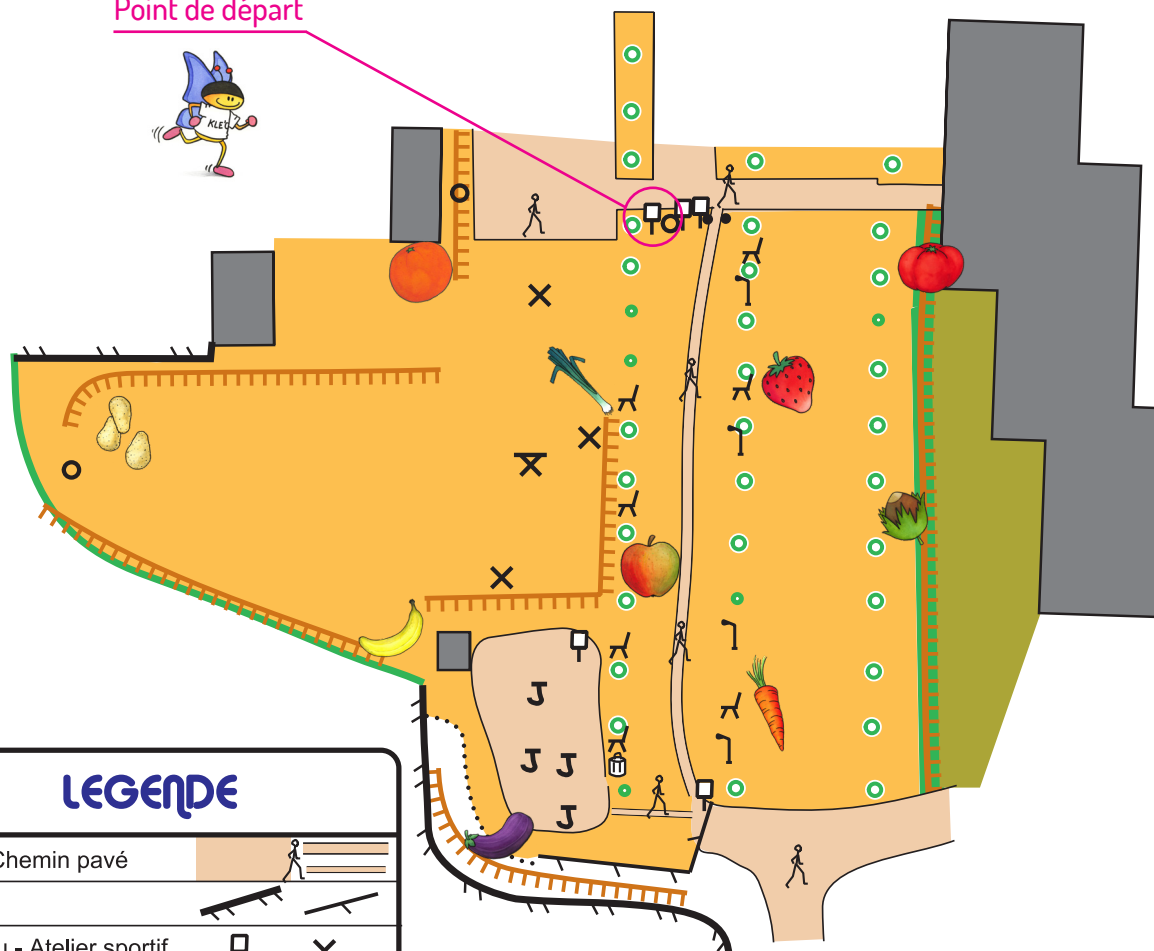 Point de départ
KLE
LEGENDE
Chemin pavé
u - Atelier sportif